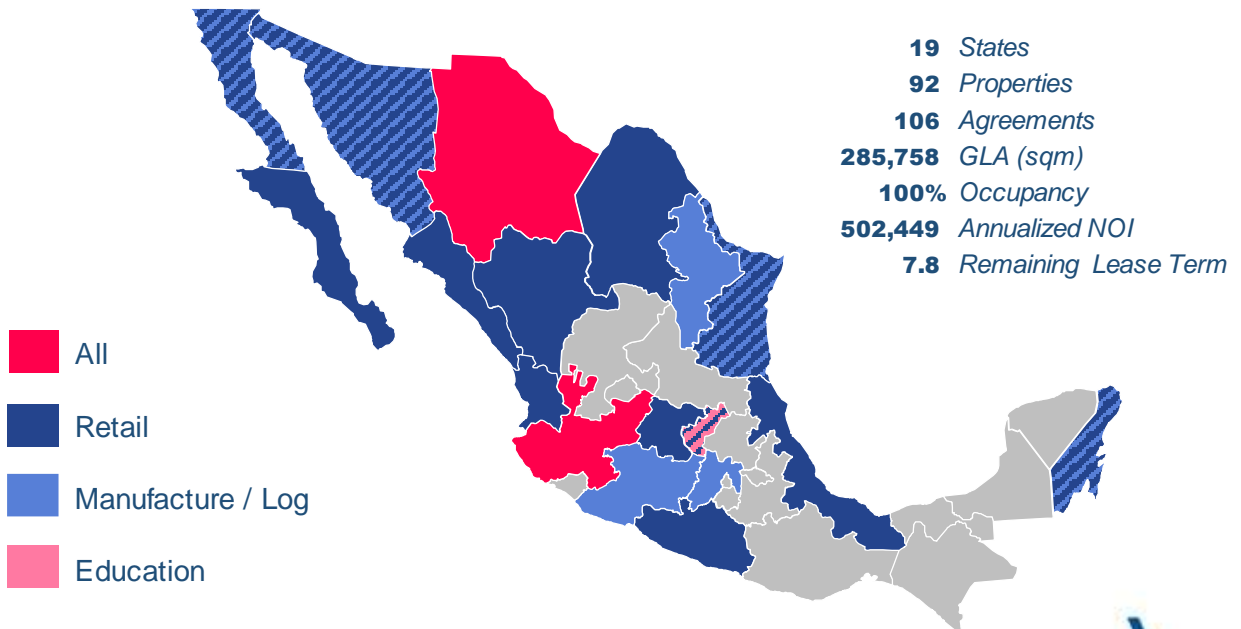 19 States
92 Properties
106 Agreements
285,758 GLA (sqm)
100% Occupancy
502,449 Annualized NOI
7.8 Remaining Lease Term
All
Retail
Manufacture / Log
Education